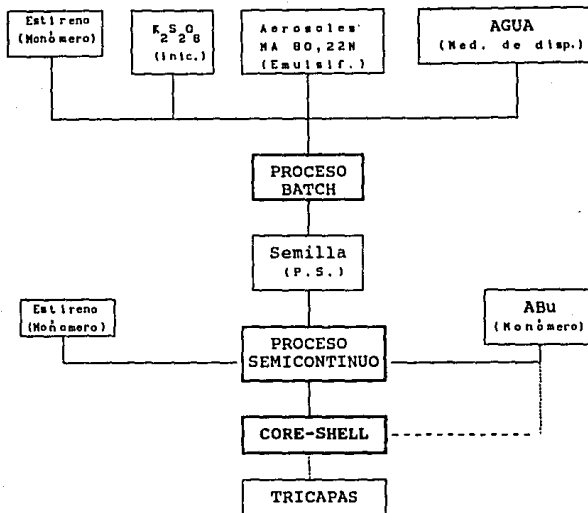 Estireno
(Monómero)
K2S2O8
(inic.)
Aerosoles
MA 80,22N
(Emulsif.)
AGUA
(Med. de disp.)
PROCESO
BATCH
Semilla
(P.S.)
Estireno
(Monómero)
ABu
(Monómero)
PROCESO
SEMICONTINUO
CORE-SHELL
TRICAPAS